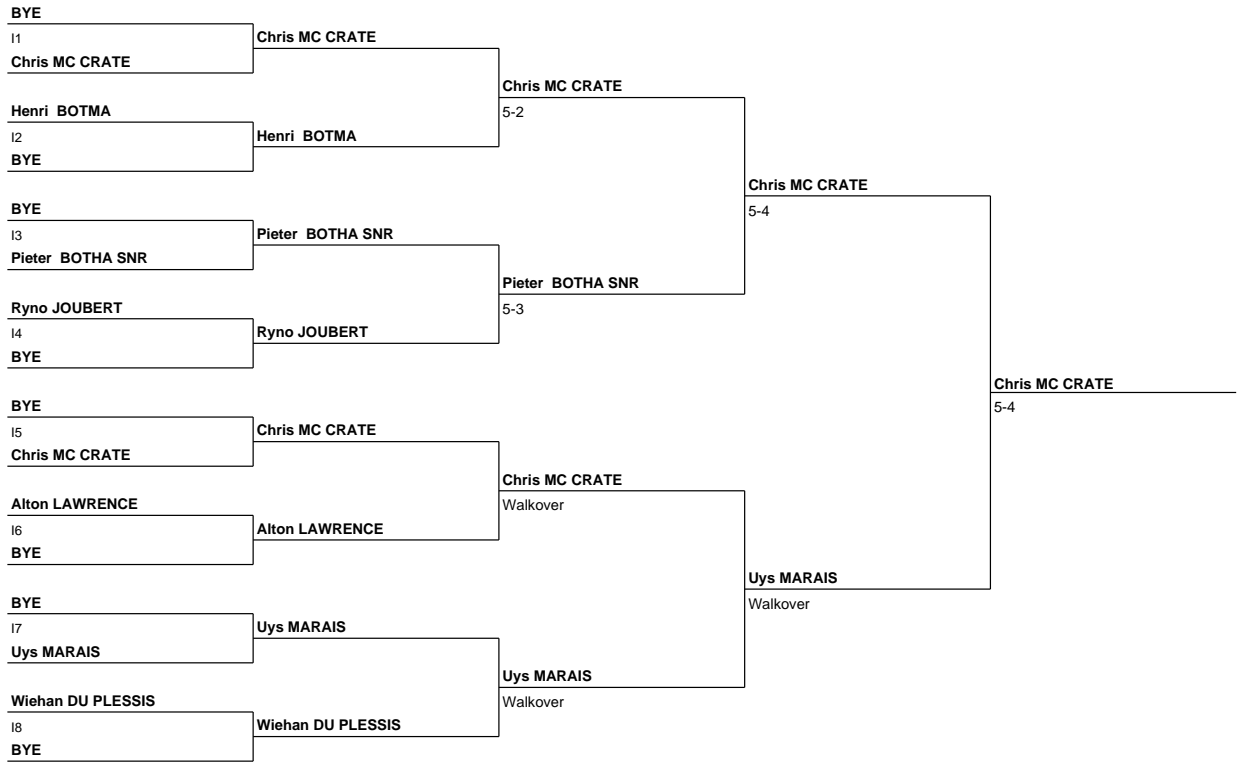 BYE
I1
Chris MC CRATE
Henri BOTMA
I2
BYE
BYE
I3
Pieter BOTHA SNR
Ryno JOUBERT
I4
BYE
BYE
I5
Chris MC CRATE
Alton LAWRENCE
I6
BYE
BYE
I7
Uys MARAIS
Wiehan DU PLESSIS
I8
BYE
Chris MC CRATE
Henri BOTMA
Pieter BOTHA SNR
Ryno JOUBERT
Chris MC CRATE
Alton LAWRENCE
Uys MARAIS
Wiehan DU PLESSIS
Chris MC CRATE
5-2
Pieter BOTHA SNR
5-3
Chris MC CRATE
Walkover
Uys MARAIS
Walkover
Chris MC CRATE
5-4
Uys MARAIS
Walkover
Chris MC CRATE
5-4